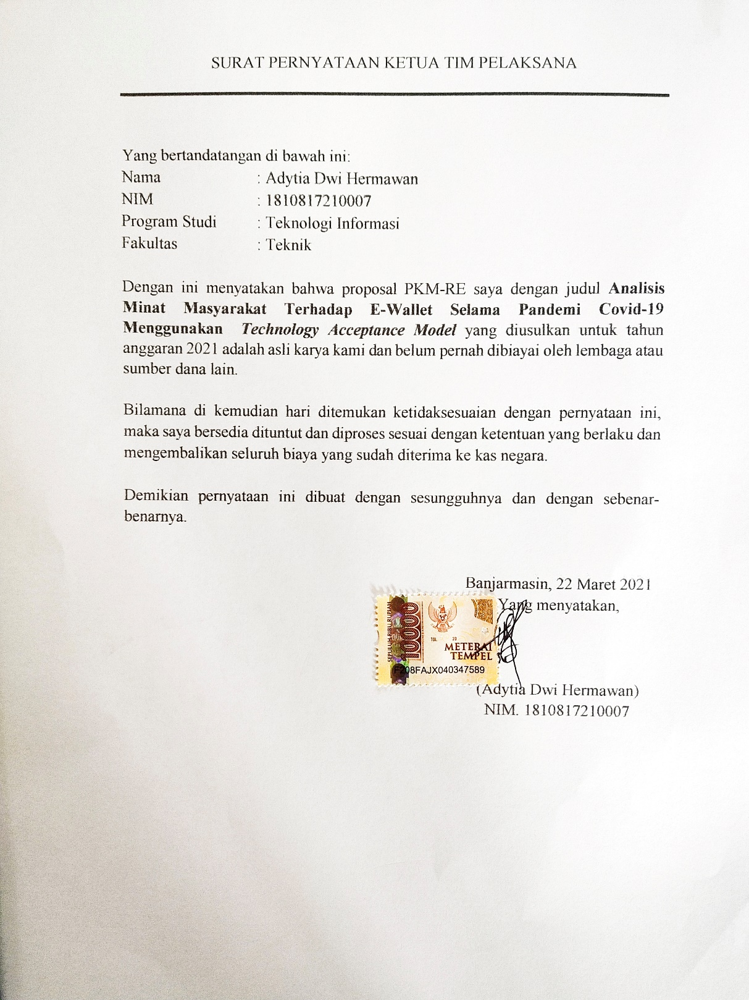 SURAT PERNYATAAN KETUA TIM PELAKSANA
Yang bertandatangan di bawah ini:
Nama : Adytia Dwi Hermawan
NIM : 1810817210007
Program Studi : Teknologi Informasi
Fakultas : Teknik
Dengan ini menyatakan bahwa proposal PKM-RE saya dengan judul Analisis
Minat Masyarakat Terhadap E-Wallet Selama Pandemi Covid-19
Menggunakan Technology Acceptance Model yang diusulkan untuk tahun
anggaran 2021 adalah asli karya kami dan belum pernah dibiayai oleh lembaga atau
sumber dana lain.
Bilamana di kemudian hari ditemukan ketidaksesuaian dengan pernyataan ini,
maka saya bersedia dituntut dan diproses sesuai dengan ketentuan yang berlaku dan
mengembalikan seluruh biaya yang sudah diterima ke kas negara.
Demikian pernyataan ini dibuat dengan sesungguhnya dan dengan sebenar-
benarnya.
Banjarmasin, 22 Maret 2021
Yang menyatakan,
SEPULUH RIBU RUPIAH
10000
TGL 20
METERAI
TEMPEL
F208FAJX040347589
(Adytia Dwi Hermawan)
NIM. 1810817210007